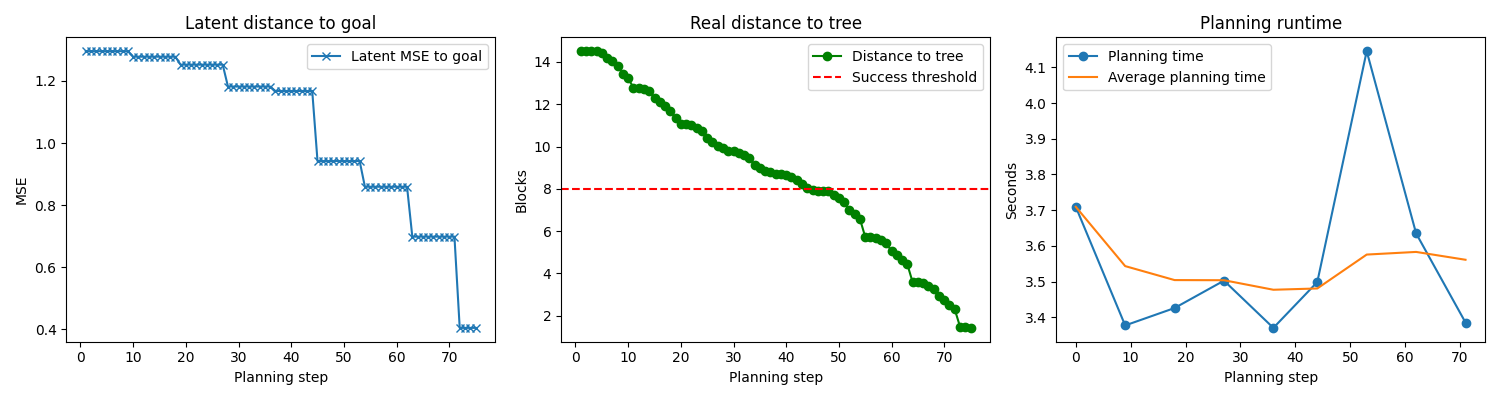 Latent distance to goal
Latent MSE to goal
MSE
1.2
1.0
0.8
0.6
0.4
0 10 20 30 40 50 60 70
Planning step
Real distance to tree
Distance to tree
Success threshold
Blocks
14
12
10
8
6
4
2
0 10 20 30 40 50 60 70
Planning step
Planning runtime
Planning time
Average planning time
Seconds
4.1
4.0
3.9
3.8
3.7
3.6
3.5
3.4
0 10 20 30 40 50 60 70
Planning step